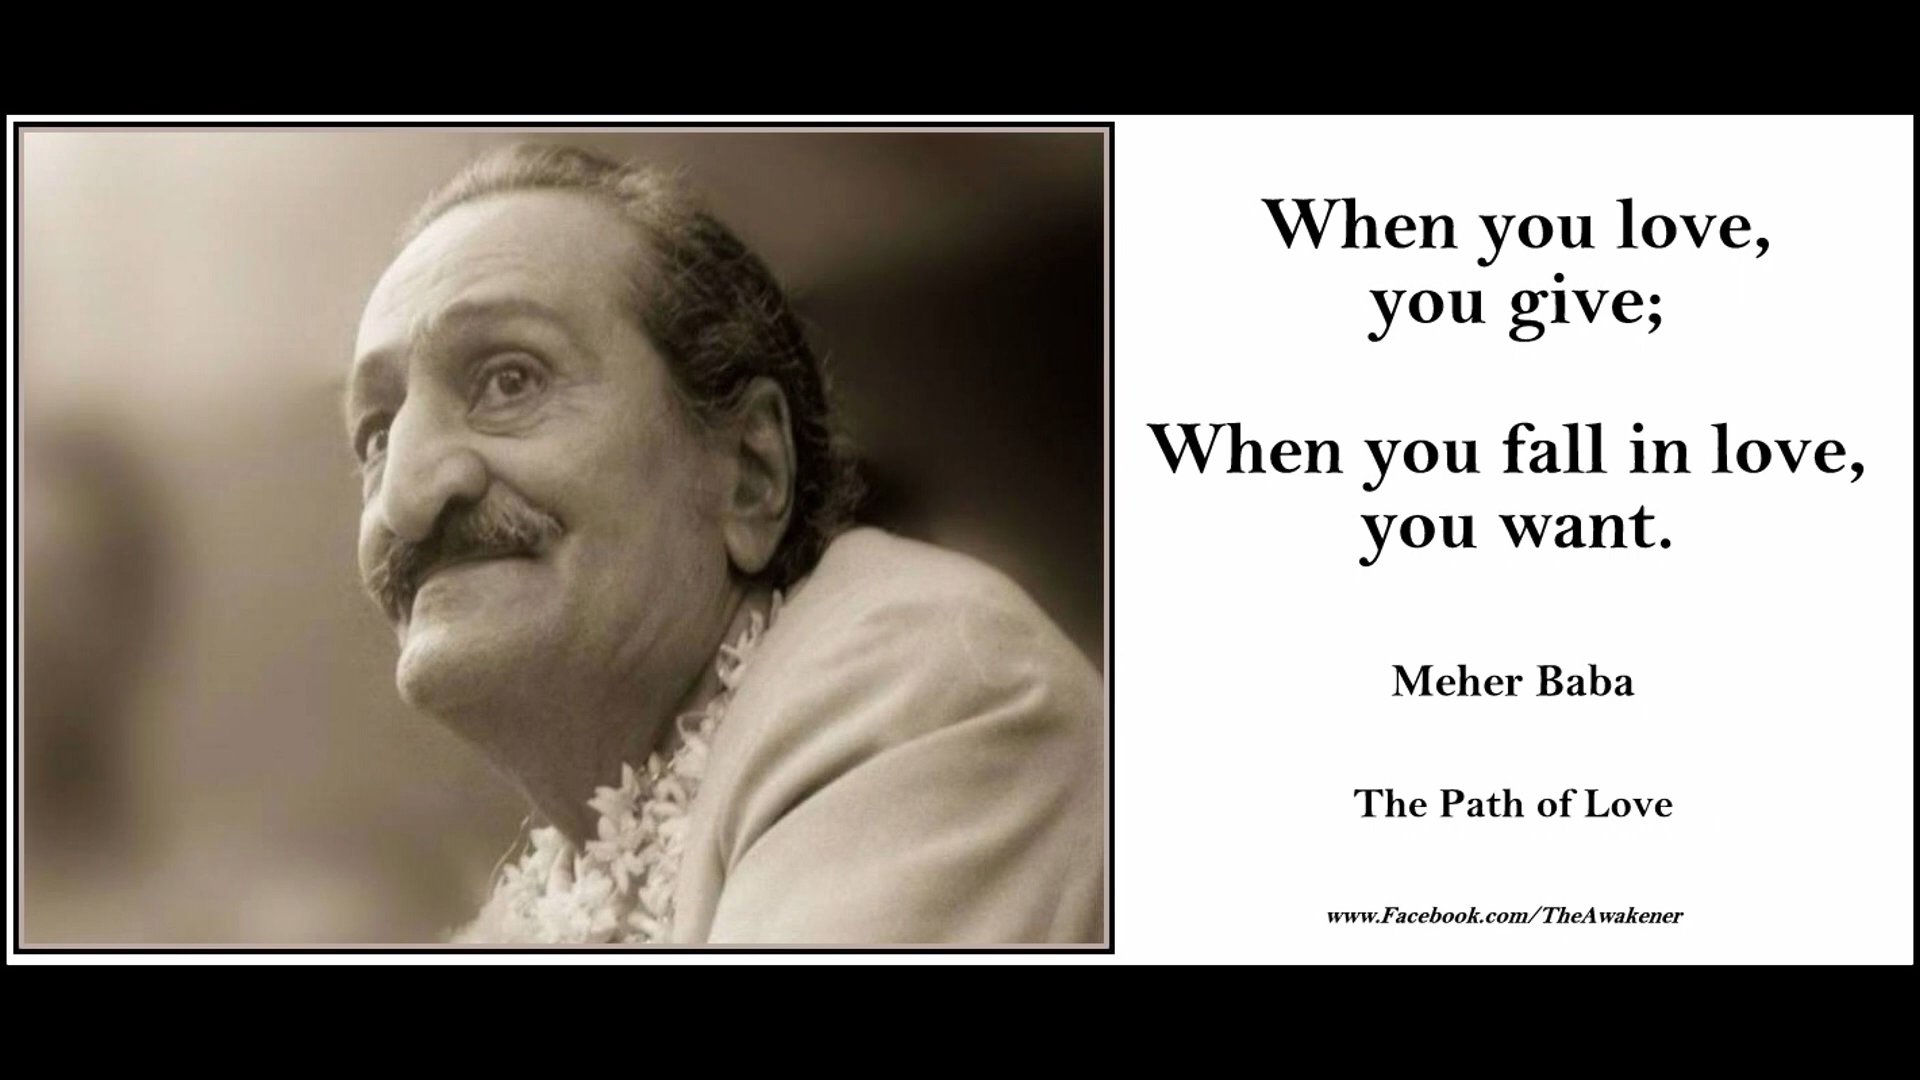 When you love,
you give;
When you fall in love,
you want.
Meher Baba
The Path of Love
www.Facebook.com/TheAwakener